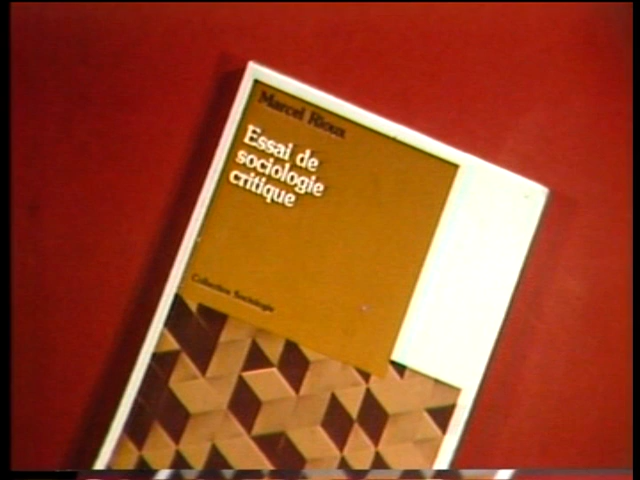 Marcel Rioux
Essai de
sociologie
critique
Collection Sociologie